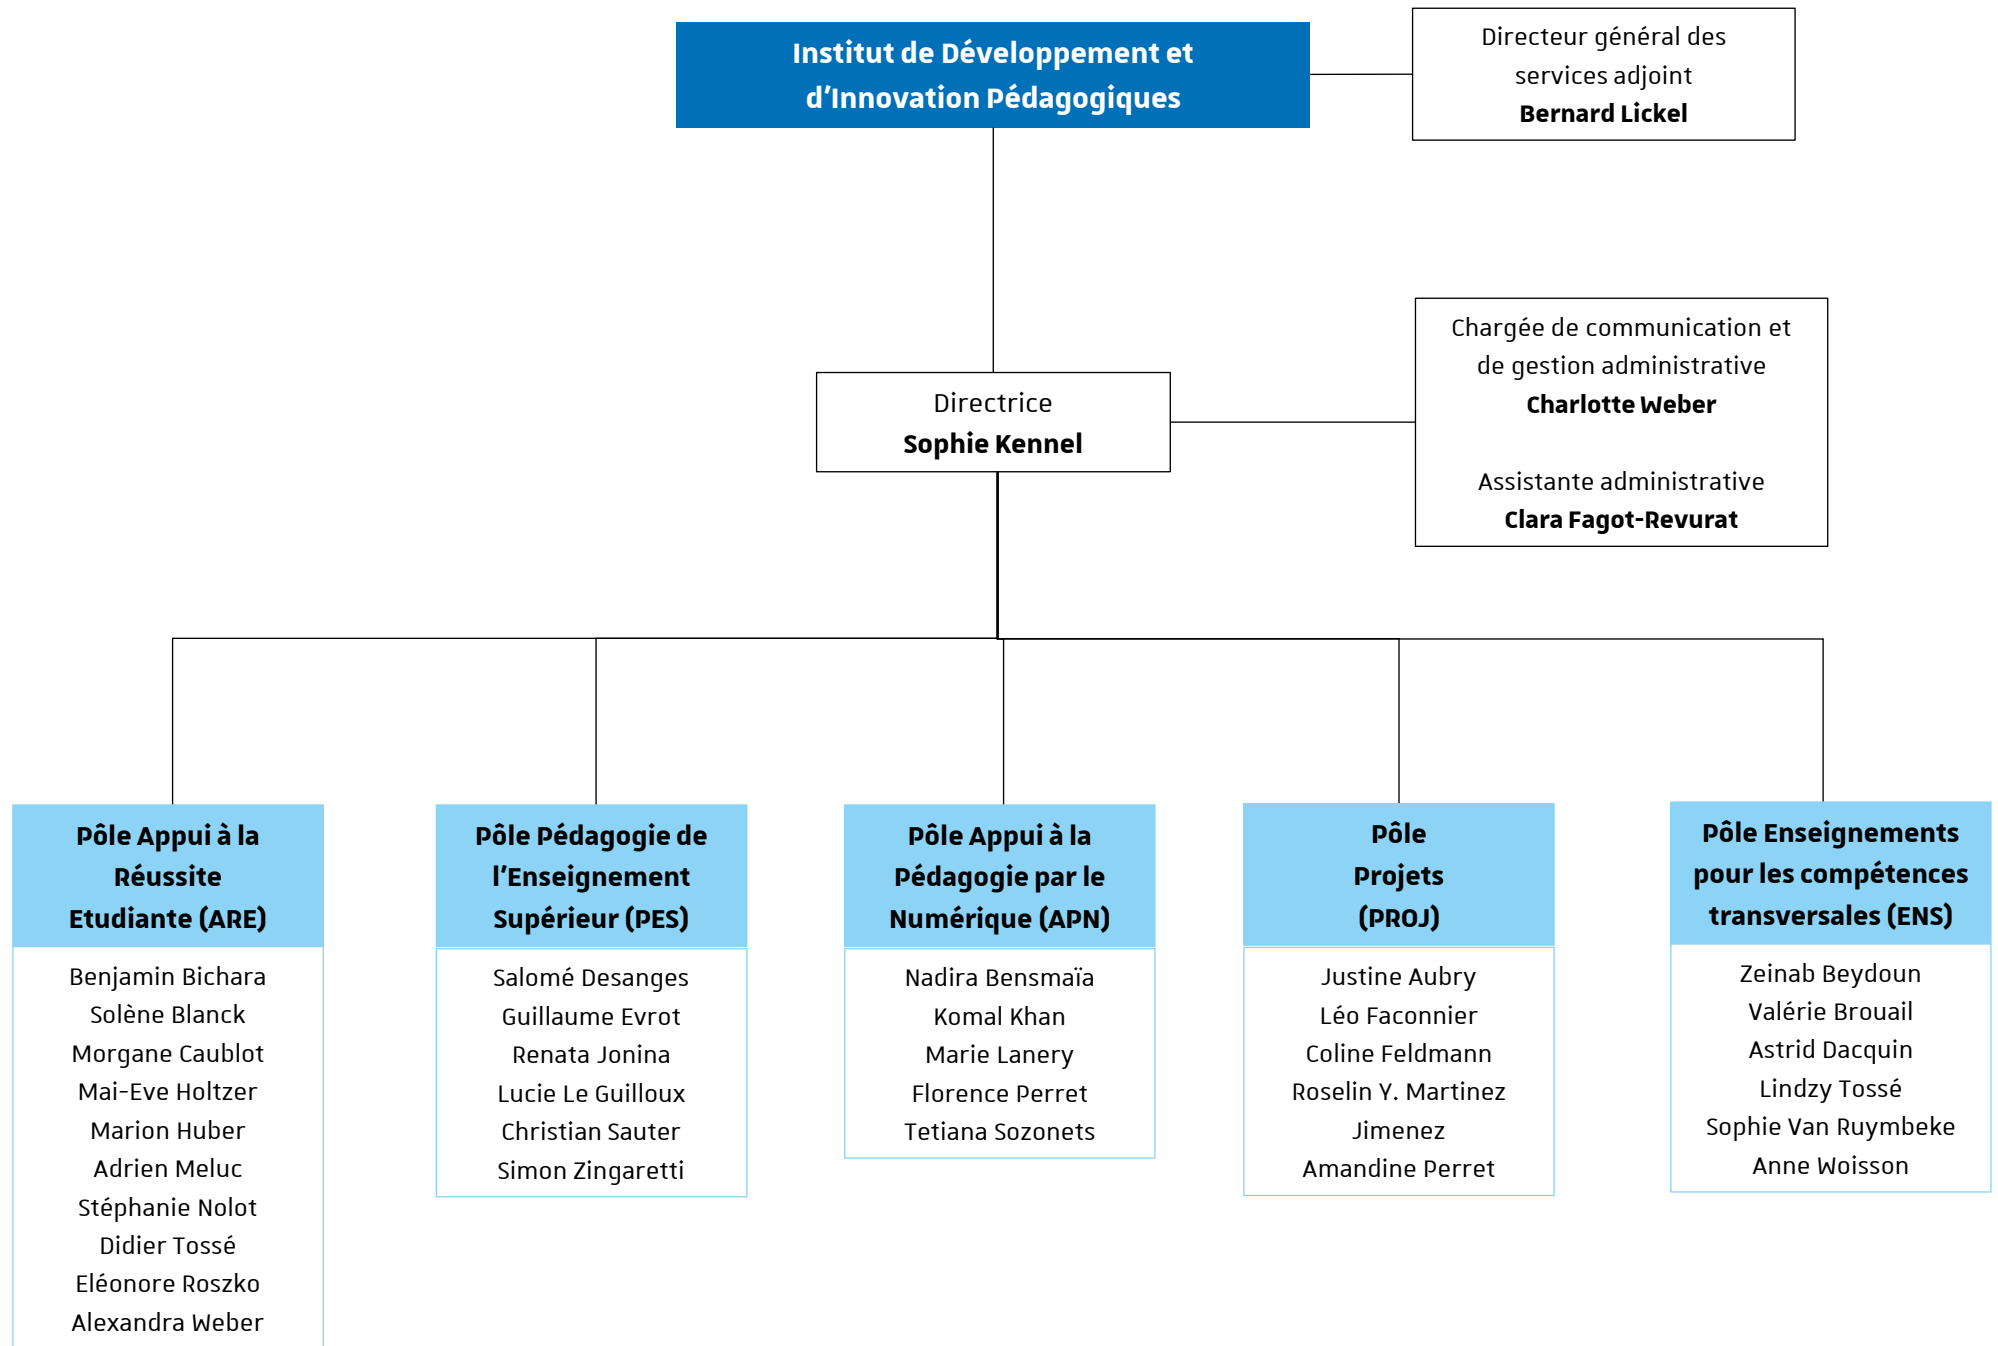 Institut de Développement et
d'Innovation Pédagogiques
Directeur général des
services adjoint
Bernard Lickel
Chargée de communication et
de gestion administrative
Charlotte Weber
Assistante administrative
Clara Fagot-Revurat
Directrice
Sophie Kennel
Pôle Appui à la
Réussite
Etudiante (ARE)
Benjamin Bichara
Solène Blanck
Morgane Caublot
Mai-Eve Holtzer
Marion Huber
Adrien Meluc
Stéphanie Nolot
Didier Tossé
Eléonore Roszko
Alexandra Weber
Pôle Pédagogie de
l'Enseignement
Supérieur (PES)
Salomé Desanges
Guillaume Evrot
Renata Jonina
Lucie Le Guilloux
Christian Sauter
Simon Zingaretti
Pôle Appui à la
Pédagogie par le
Numérique (APN)
Nadira Bensmaïa
Komal Khan
Marie Lanery
Florence Perret
Tetiana Sozonets
Pôle
Projets
(PROJ)
Justine Aubry
Léo Faconnier
Coline Feldmann
Roselin Y. Martinez
Jimenez
Amandine Perret
Pôle Enseignements
pour les compétences
transversales (ENS)
Zeinab Beydoun
Valérie Brouail
Astrid Dacquin
Lindzy Tossé
Sophie Van Ruymbeke
Anne Woisson